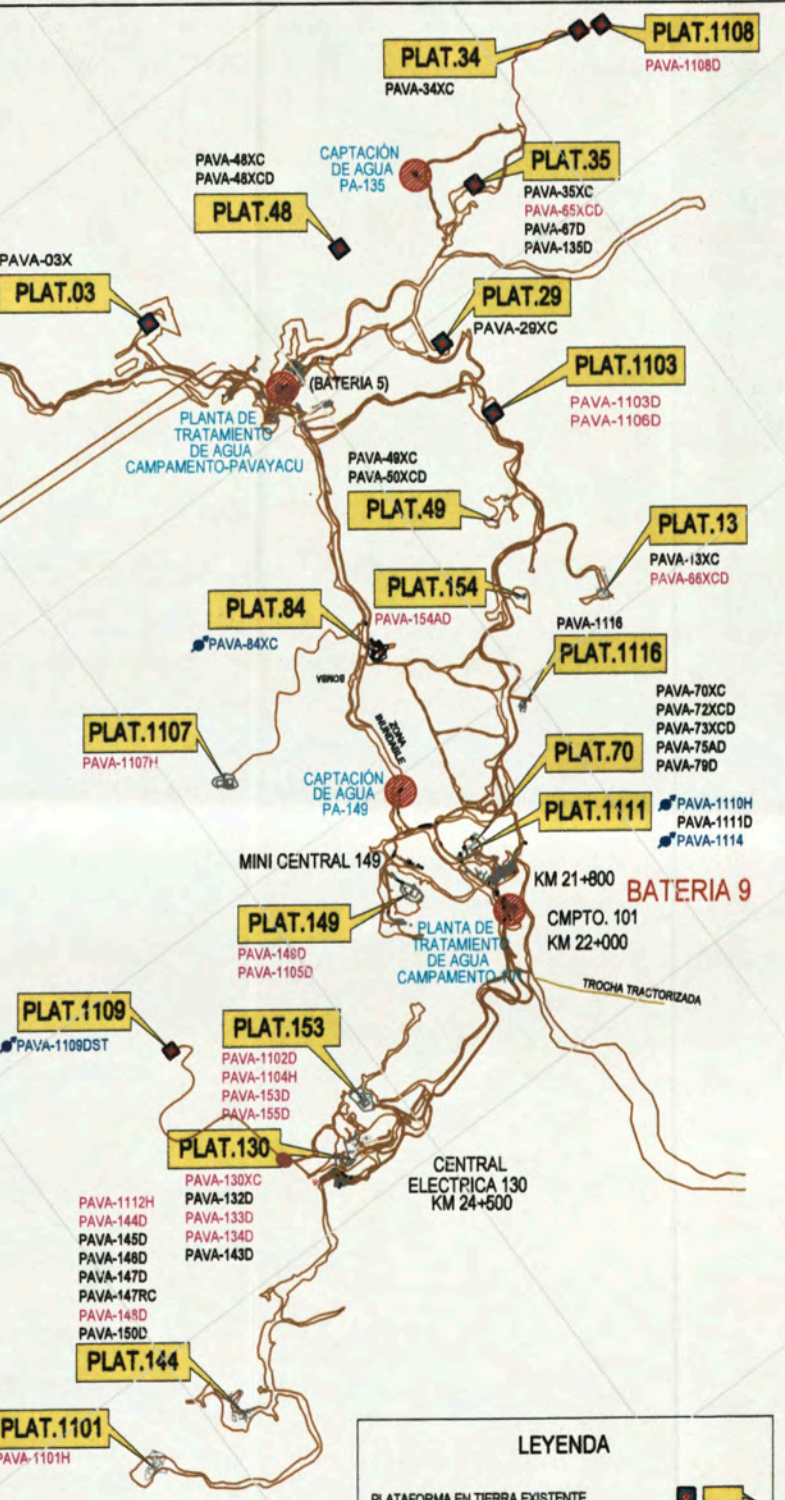 PLAT.34
PAVA-34XC
PLAT.1108
PAVA-1108D
CAPTACIÓN
DE AGUA
PA-135
PLAT.35
PAVA-35XC
PAVA-65XCD
PAVA-67D
PAVA-135D
PAVA-48XC
PAVA-48XCD
PLAT.48
PAVA-03X
PLAT.03
PLAT.29
PAVA-29XC
(BATERIA 5)
PLANTA DE
TRATAMIENTO
DE AGUA
CAMPAMENTO-PAVAYACU
PLAT.1103
PAVA-1103D
PAVA-1106D
PAVA-49XC
PAVA-50XCD
PLAT.49
PLAT.13
PAVA-13XC
PAVA-66XCD
PLAT.154
PAVA-154AD
PLAT.84
PAVA-84XC
BOMBA
PAVA-1116
PLAT.1116
PLAT.1107
PAVA-1107H
ZONA
INUNDABLE
PAVA-70XC
PAVA-72XCD
PAVA-73XCD
PAVA-75AD
PAVA-79D
PLAT.70
CAPTACIÓN
DE AGUA
PA-149
PLAT.1111
PAVA-1110H
PAVA-1111D
PAVA-1114
MINI CENTRAL 149
KM 21+800
BATERIA 9
CMPTO. 101
KM 22+000
PLAT.149
PAVA-149D
PAVA-1105D
PLANTA DE
TRATAMIENTO
DE AGUA
CAMPAMENTO
TROCHA TRACTORIZADA
PLAT.1109
PAVA-1109DST
PLAT.153
PAVA-1102D
PAVA-1104H
PAVA-153D
PAVA-155D
PLAT.130
PAVA-130XC
PAVA-132D
PAVA-133D
PAVA-134D
PAVA-143D
CENTRAL
ELECTRICA 130
KM 24+500
PAVA-1112H
PAVA-144D
PAVA-145D
PAVA-146D
PAVA-147D
PAVA-147RC
PAVA-148D
PAVA-150D
PLAT.144
PLAT.1101
PAVA-1101H
LEYENDA
PLATAFORMA EN TIERRA EXISTENTE